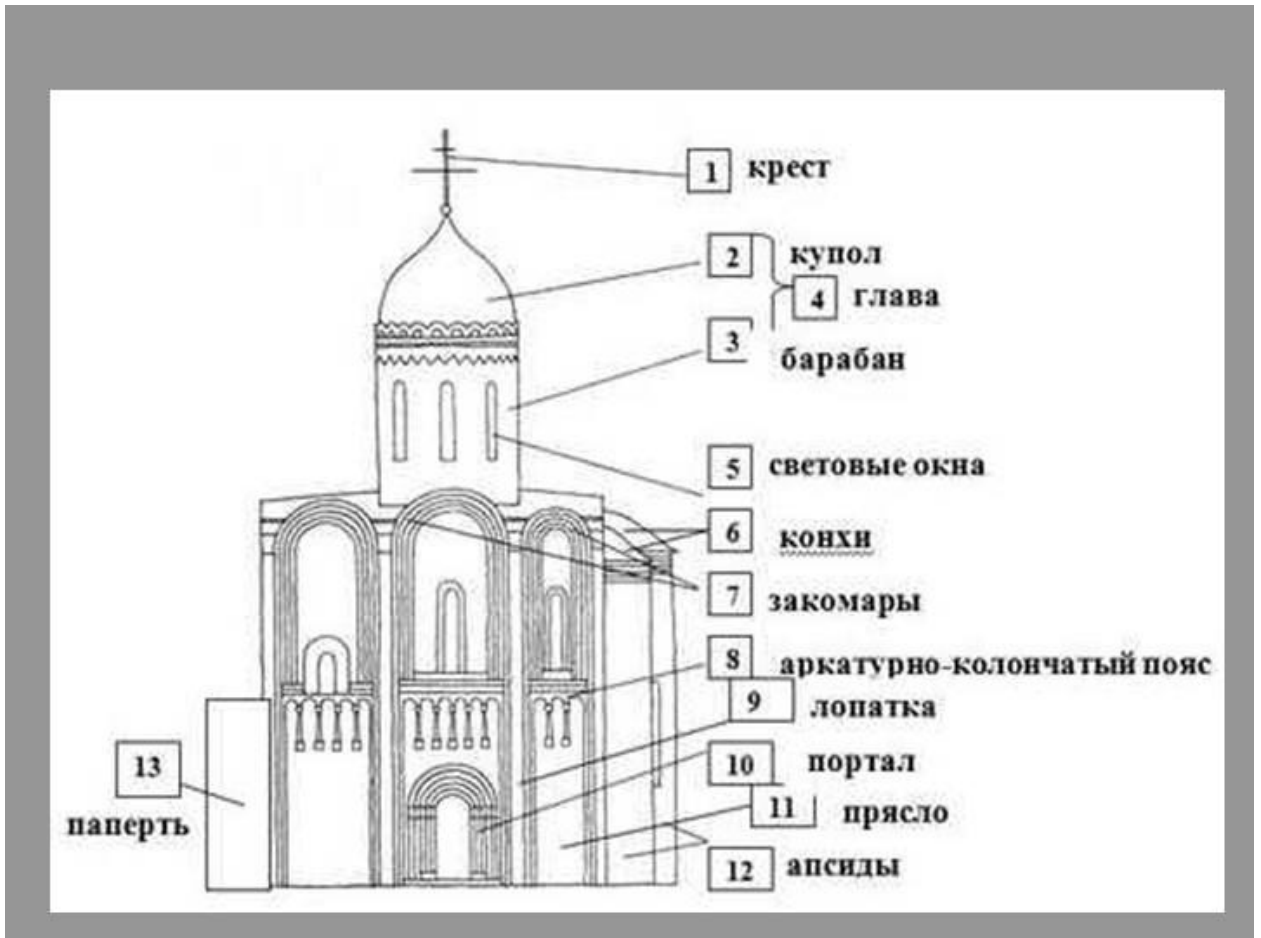 1 крест
2 купол
4 глава
3 барабан
5 световые окна
6 конхи
7 закомары
8 аркатурно-колончатый пояс
9 лопатка
10 портал
11 прясло
12 апсиды
13
паперть